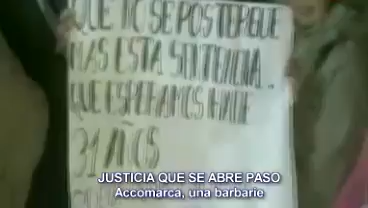 QUE NO SE POSTERGUE
MAS ESTA SENTENCIA
QUE ESPERAMOS HACE
31 AÑOS
JUSTICIA QUE SE ABRE PASO
Accomarca, una barbarie